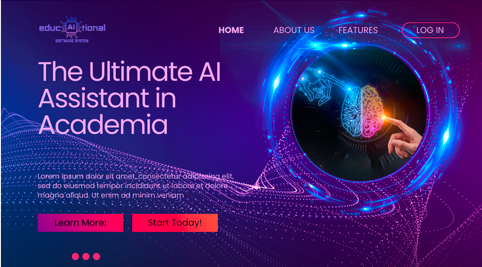 educ AI tional
SOFTWARE SYSTEM
HOME
ABOUT US
FEATURES
LOG IN
The Ultimate AI
Assistant in
Academia
Lorem ipsum dolor sit amet, consectetur adipiscing elit,
sed do eiusmod tempor incididunt ut labore et dolore
magna aliqua. Ut enim ad minim veniam
Learn More!
Start Today!